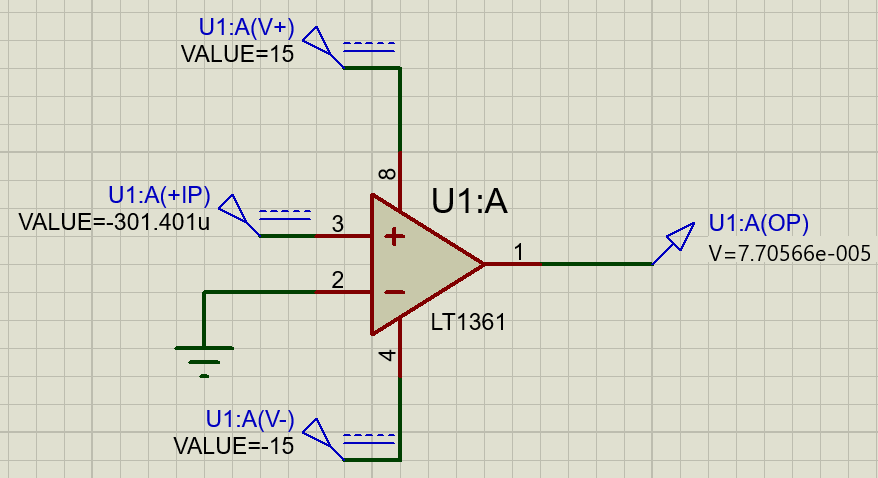 U1:A(V+)
VALUE=15
8
U1:A
U1:A(+IP)
VALUE=-301.401u
3
+
U1:A(OP)
V=7.70566e-005
1
2
−
LT1361
4
U1:A(V-)
VALUE=-15